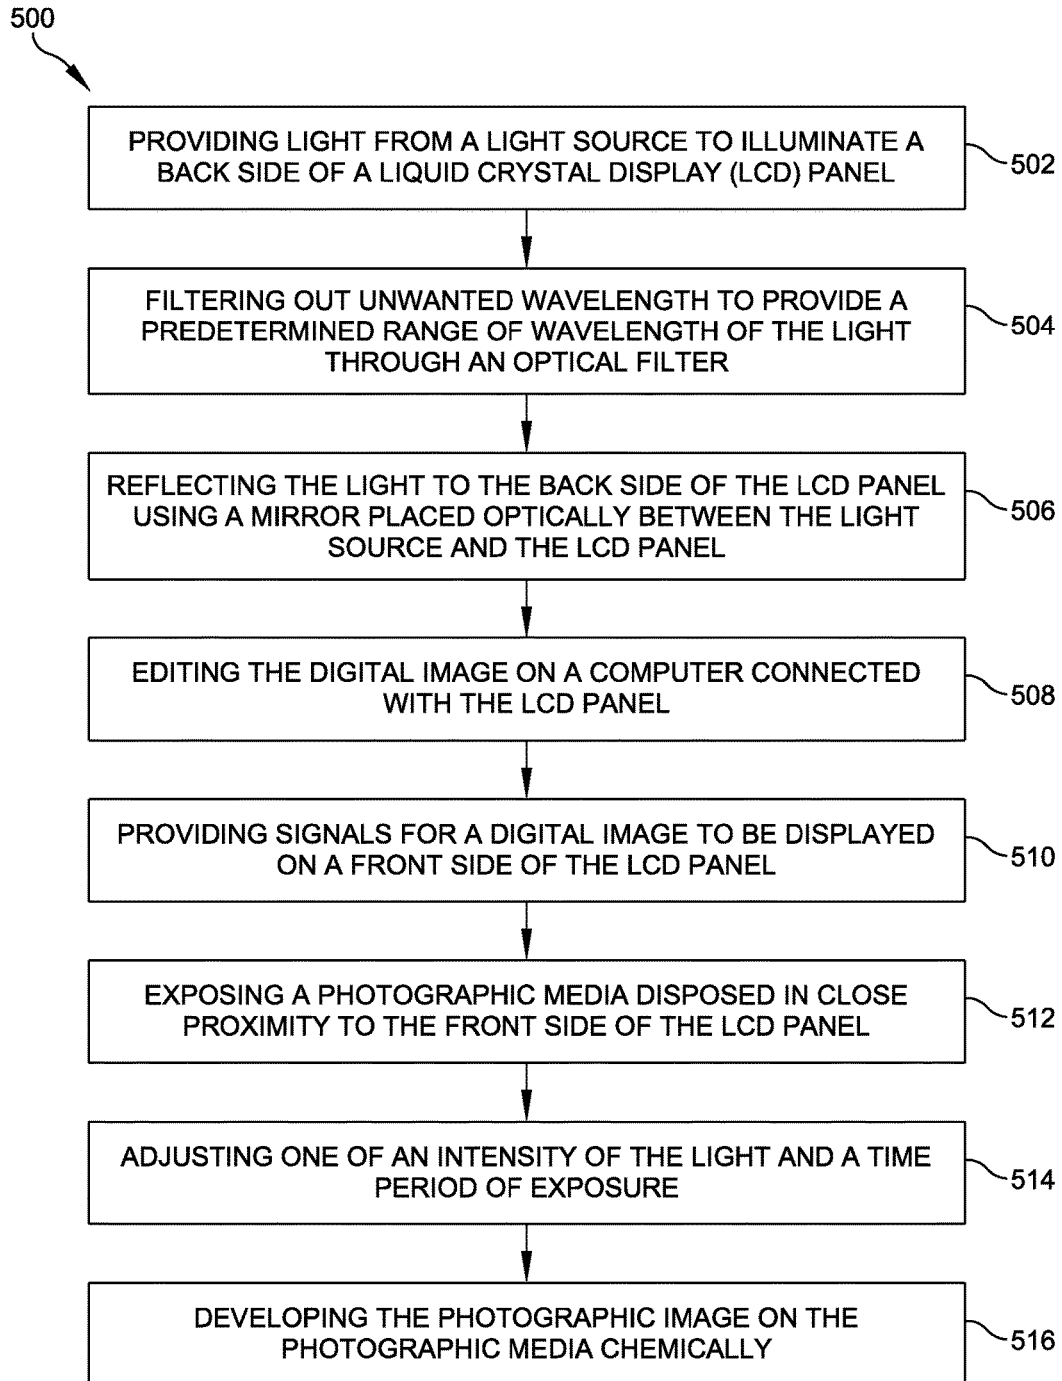 500
PROVIDING LIGHT FROM A LIGHT SOURCE TO ILLUMINATE A
BACK SIDE OF A LIQUID CRYSTAL DISPLAY (LCD) PANEL
502
FILTERING OUT UNWANTED WAVELENGTH TO PROVIDE A
PREDETERMINED RANGE OF WAVELENGTH OF THE LIGHT
THROUGH AN OPTICAL FILTER
504
REFLECTING THE LIGHT TO THE BACK SIDE OF THE LCD PANEL
USING A MIRROR PLACED OPTICALLY BETWEEN THE LIGHT
SOURCE AND THE LCD PANEL
506
EDITING THE DIGITAL IMAGE ON A COMPUTER CONNECTED
WITH THE LCD PANEL
508
PROVIDING SIGNALS FOR A DIGITAL IMAGE TO BE DISPLAYED
ON A FRONT SIDE OF THE LCD PANEL
510
EXPOSING A PHOTOGRAPHIC MEDIA DISPOSED IN CLOSE
PROXIMITY TO THE FRONT SIDE OF THE LCD PANEL
512
ADJUSTING ONE OF AN INTENSITY OF THE LIGHT AND A TIME
PERIOD OF EXPOSURE
514
DEVELOPING THE PHOTOGRAPHIC IMAGE ON THE
PHOTOGRAPHIC MEDIA CHEMICALLY
516